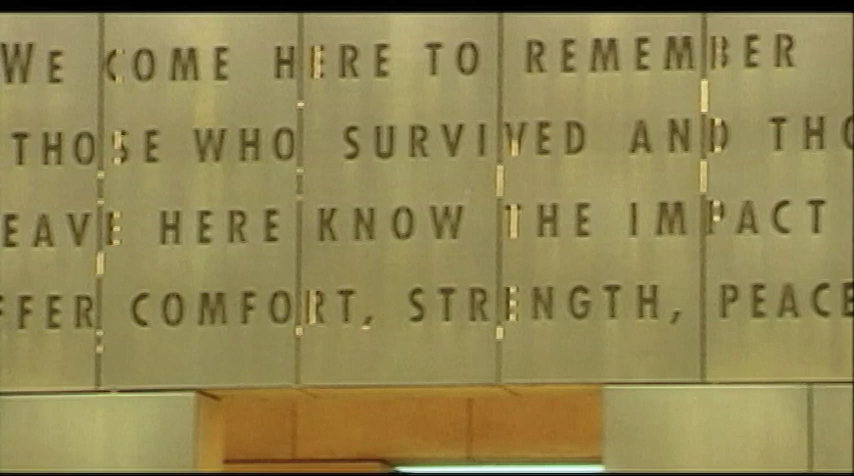 WE COME HERE TO REMEMBER
THOSE WHO SURVIVED AND THO
EAVE HERE KNOW THE IMPACT
FFER COMFORT, STRENGTH, PEACE